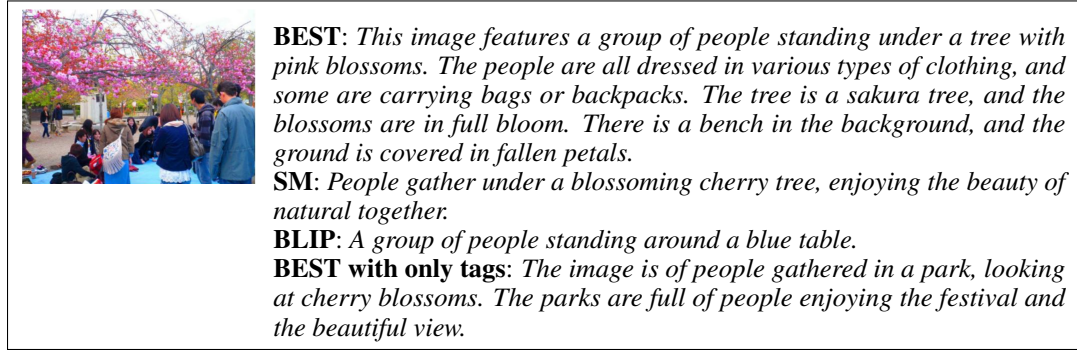 BEST: This image features a group of people standing under a tree with
pink blossoms. The people are all dressed in various types of clothing, and
some are carrying bags or backpacks. The tree is a sakura tree, and the
blossoms are in full bloom. There is a bench in the background, and the
ground is covered in fallen petals.
SM: People gather under a blossoming cherry tree, enjoying the beauty of
natural together.
BLIP: A group of people standing around a blue table.
BEST with only tags: The image is of people gathered in a park, looking
at cherry blossoms. The parks are full of people enjoying the festival and
the beautiful view.